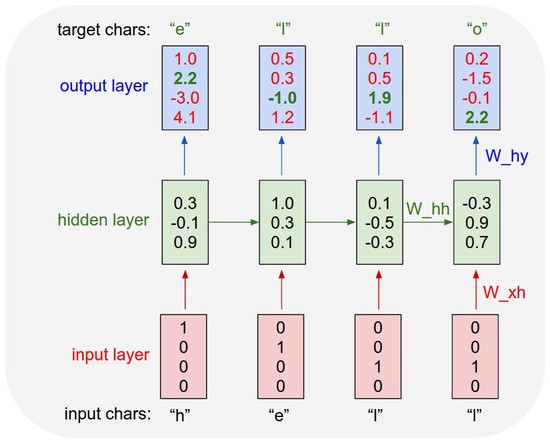 target chars: "e" "l" "l" "o"
1.0 0.5 0.1 0.2
2.2 0.3 0.5 -1.5
output layer -3.0 -1.0 1.9 -0.1
4.1 1.2 -1.1 2.2
W_hy
0.3 1.0 0.1 W_hh -0.3
hidden layer -0.1 0.3 -0.5 0.9
0.9 0.1 -0.3 0.7
W_xh
1 0 0 0
0 1 0 0
input layer 0 0 1 1
0 0 0 0
input chars: "h" "e" "l" "l"